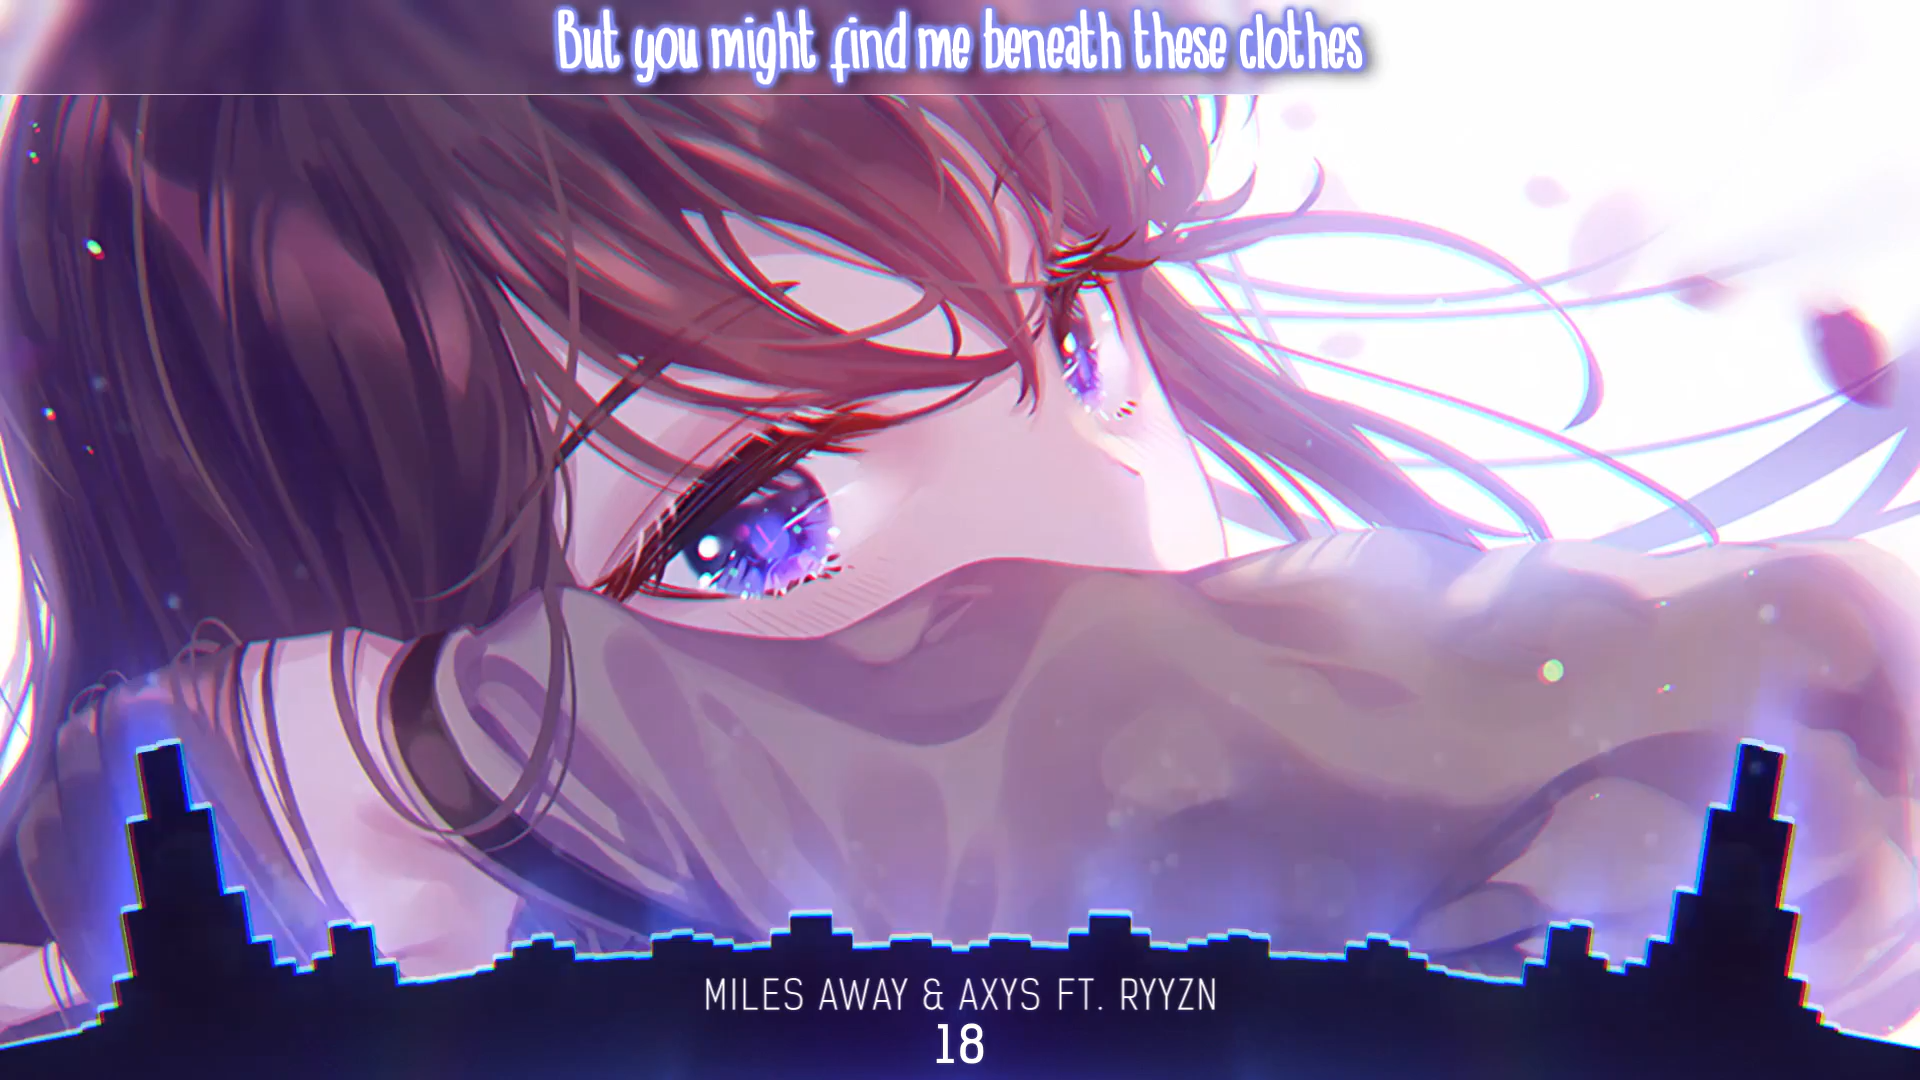 But you might find me beneath these clothes
MILES AWAY & AXYS FT. RYYZN
18